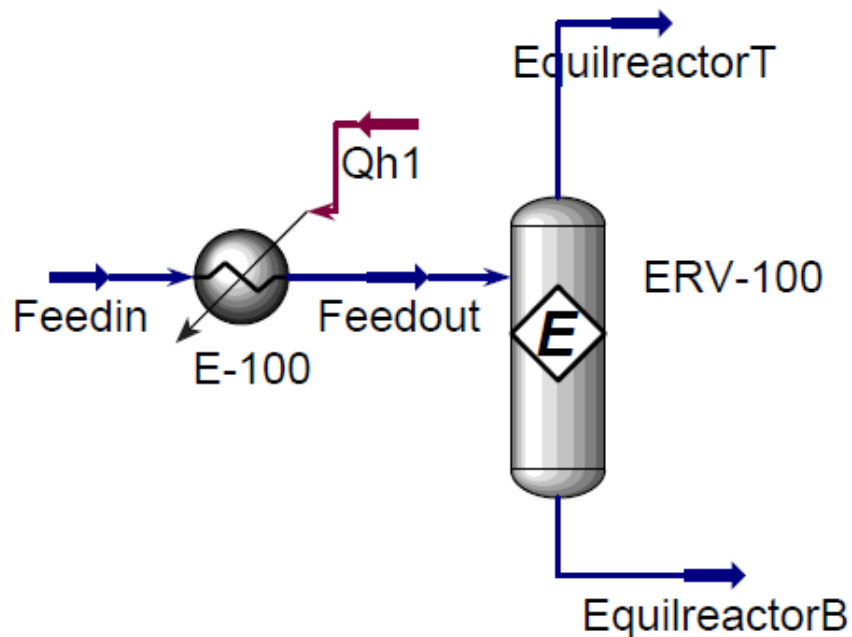 EquilreactorT
Qh1
ERV-100
Feedin
Feedout
E
E-100
EquilreactorB